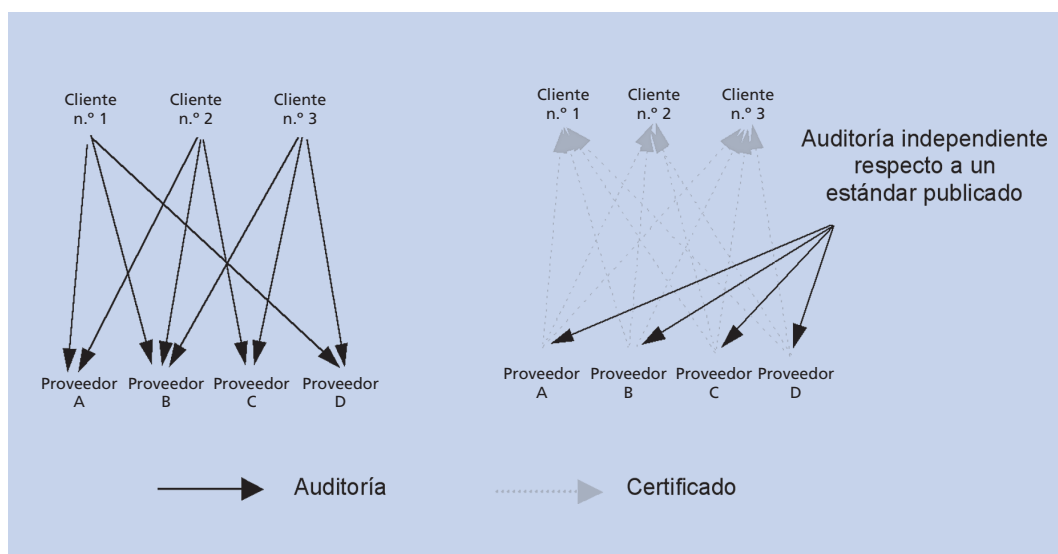 Cliente
n.º 1
Cliente
n.º 2
Cliente
n.º 3
Proveedor
A
Proveedor
B
Proveedor
C
Proveedor
D
Cliente
n.º 1
Cliente
n.º 2
Cliente
n.º 3
Auditoría independiente
respecto a un
estándar publicado
Proveedor
A
Proveedor
B
Proveedor
C
Proveedor
D
Auditoría
Certificado